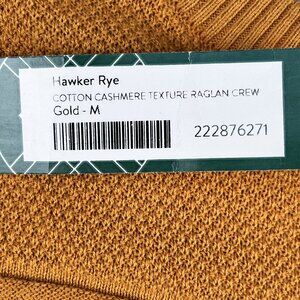 Hawker Rye
COTTON CASHMERE TEXTURE RAGLAN CREW
Gold - M
222876271